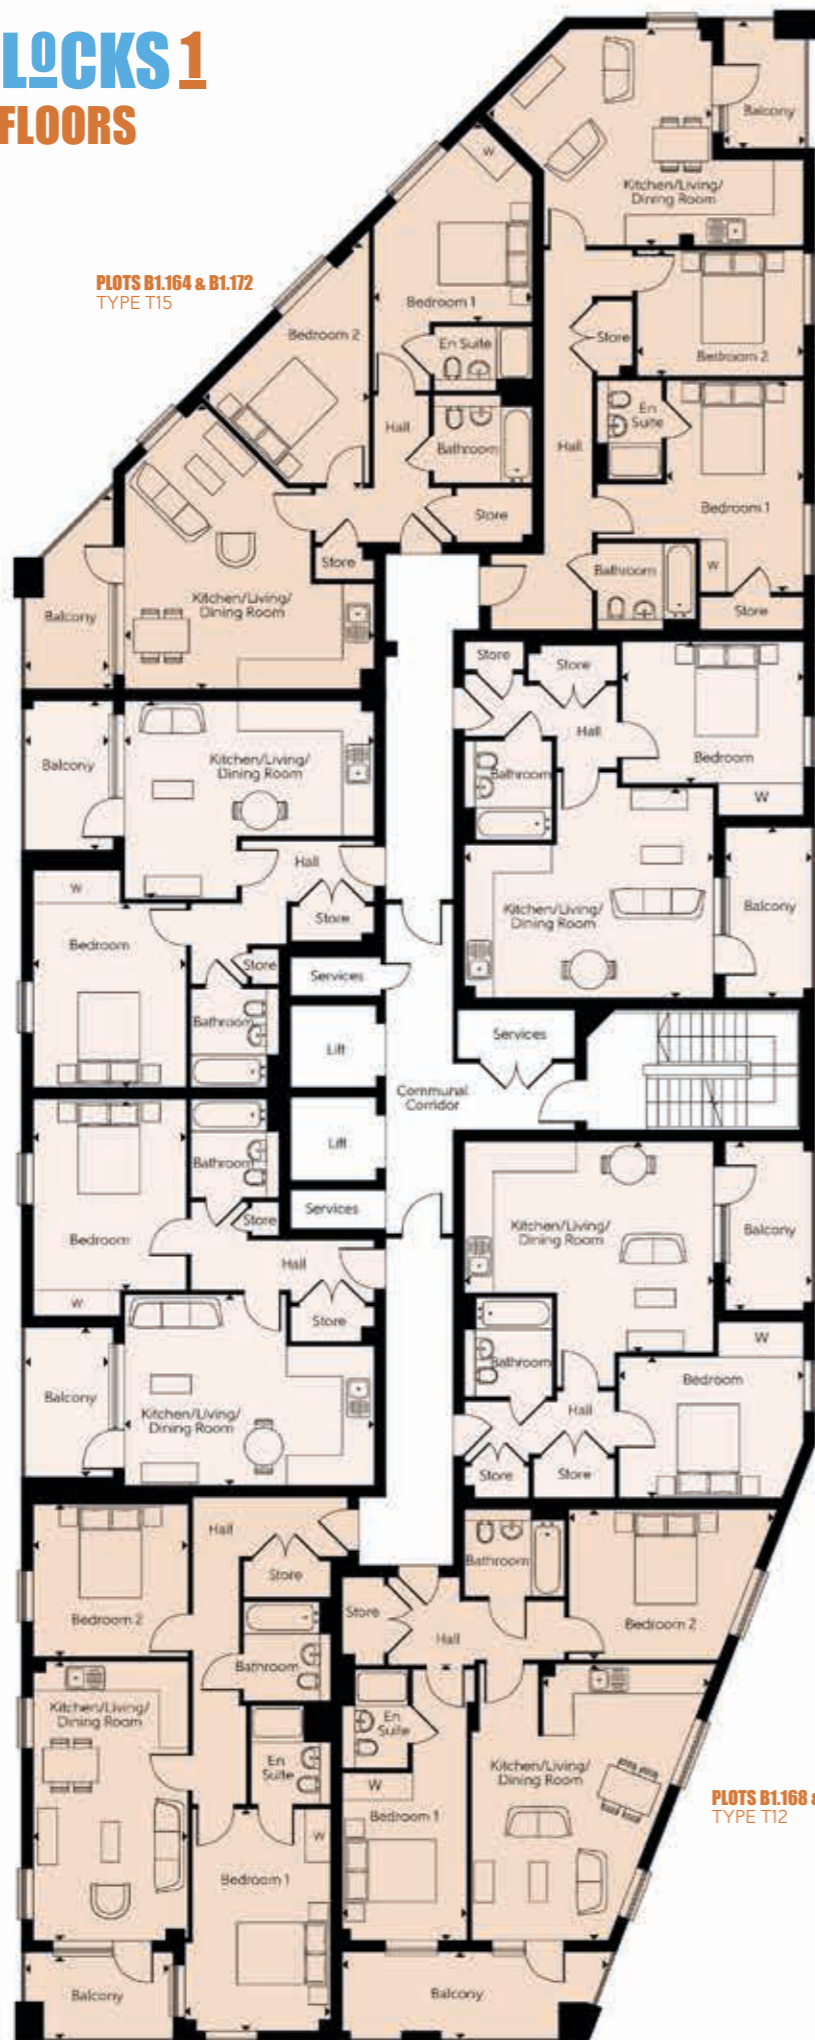 LOCKS 1
FLOORS
PLOTS B1.164 & B1.172
TYPE T15
Balcony
Kitchen/Living/
Dining Room
W
Bedroom 1
Bedroom 2
En Suite
Hall
Bathroom
Store
Store
Kitchen/Living/
Dining Room
Balcony
Store
Bedroom 2
En
Suite
Hall
Bedroom 1
Bathroom
W
Store
Balcony
Kitchen/Living/
Dining Room
Hall
Store
W
Bedroom
Store
Bathroom
Store
Store
Hall
Bedroom
Bathroom
W
Kitchen/Living/
Dining Room
Balcony
Services
Lift
Services
Communal
Corridor
Lift
Services
Bathroom
Store
Bedroom
Hall
W
Store
Balcony
Kitchen/Living/
Dining Room
Kitchen/Living/
Dining Room
Balcony
W
Bathroom
Bedroom
Hall
Store
Store
Hall
Store
Bedroom 2
Bathroom
Kitchen/Living/
Dining Room
En
Suite
W
Bedroom 1
Balcony
Bathroom
Store
Bedroom 2
Hall
En
Suite
W
Kitchen/Living/
Dining Room
Bedroom 1
Balcony
PLOTS B1.168
TYPE T12